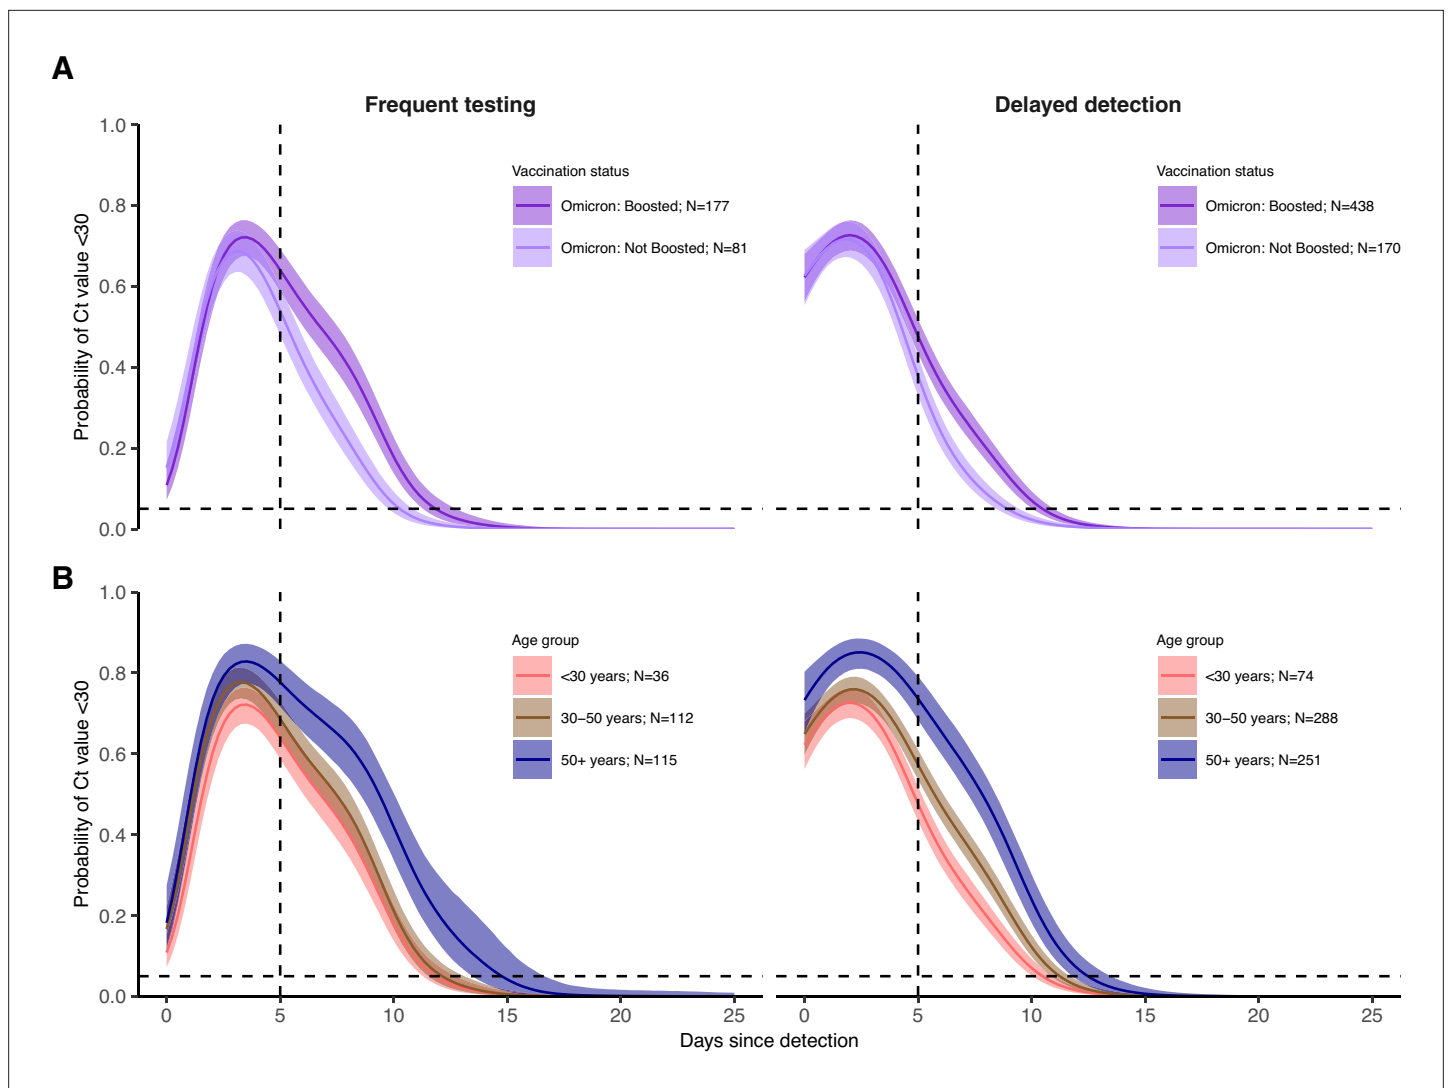 A
Frequent testing
Delayed detection
Probability of Ct value <30
1.0
0.8
0.6
0.4
0.2
0.0
Vaccination status
Omicron: Boosted; N=177
Omicron: Not Boosted; N=81
Vaccination status
Omicron: Boosted; N=438
Omicron: Not Boosted; N=170
B
Probability of Ct value <30
1.0
0.8
0.6
0.4
0.2
0.0
Age group
<30 years; N=36
30−50 years; N=112
50+ years; N=115
Age group
<30 years; N=74
30−50 years; N=288
50+ years; N=251
0 5 10 15 20 25
0 5 10 15 20 25
Days since detection